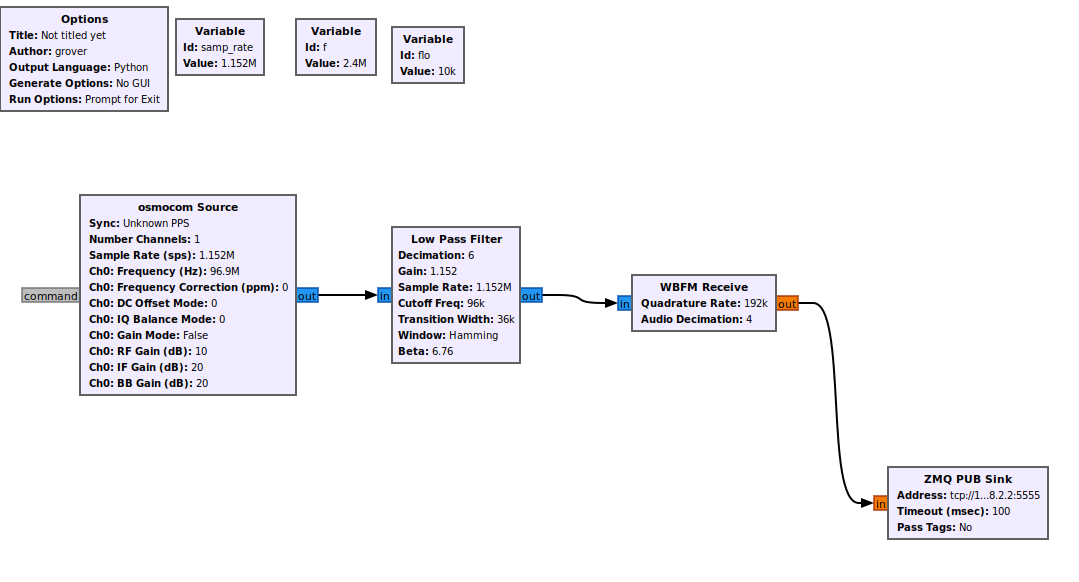 Options
Title: Not titled yet
Author: grover
Output Language: Python
Generate Options: No GUI
Run Options: Prompt for Exit
Variable
Id: samp_rate
Value: 1.152M
Variable
Id: f
Value: 2.4M
Variable
Id: flo
Value: 10k
osmocom Source
Sync: Unknown PPS
Number Channels: 1
Sample Rate (sps): 1.152M
Ch0: Frequency (Hz): 96.9M
Ch0: Frequency Correction (ppm): 0
Ch0: DC Offset Mode: 0
Ch0: IQ Balance Mode: 0
Ch0: Gain Mode: False
Ch0: RF Gain (dB): 10
Ch0: IF Gain (dB): 20
Ch0: BB Gain (dB): 20
command
out
Low Pass Filter
Decimation: 6
Gain: 1.152
Sample Rate: 1.152M
Cutoff Freq: 96k
Transition Width: 36k
Window: Hamming
Beta: 6.76
in
out
WBFM Receive
Quadrature Rate: 192k
Audio Decimation: 4
in
out
ZMQ PUB Sink
Address: tcp://1...8.2.2:5555
Timeout (msec): 100
Pass Tags: No
in